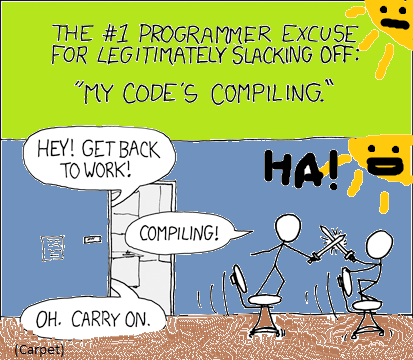 THE #1 PROGRAMMER EXCUSE
FOR LEGITIMATELY SLACKING OFF:
"MY CODE'S COMPILING."
HEY! GET BACK
TO WORK!
HA!
COMPILING!
OH. CARRY ON.
(Carpet)